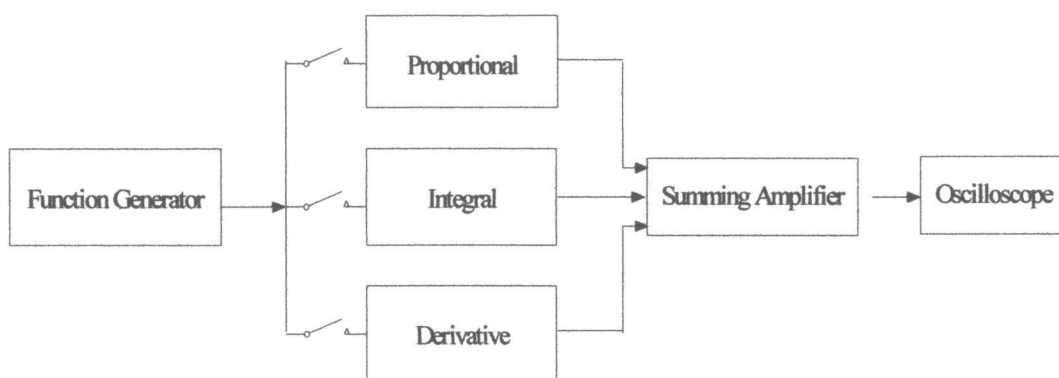 Proportional
Function Generator
Integral
Summing Amplifier
Oscilloscope
Derivative